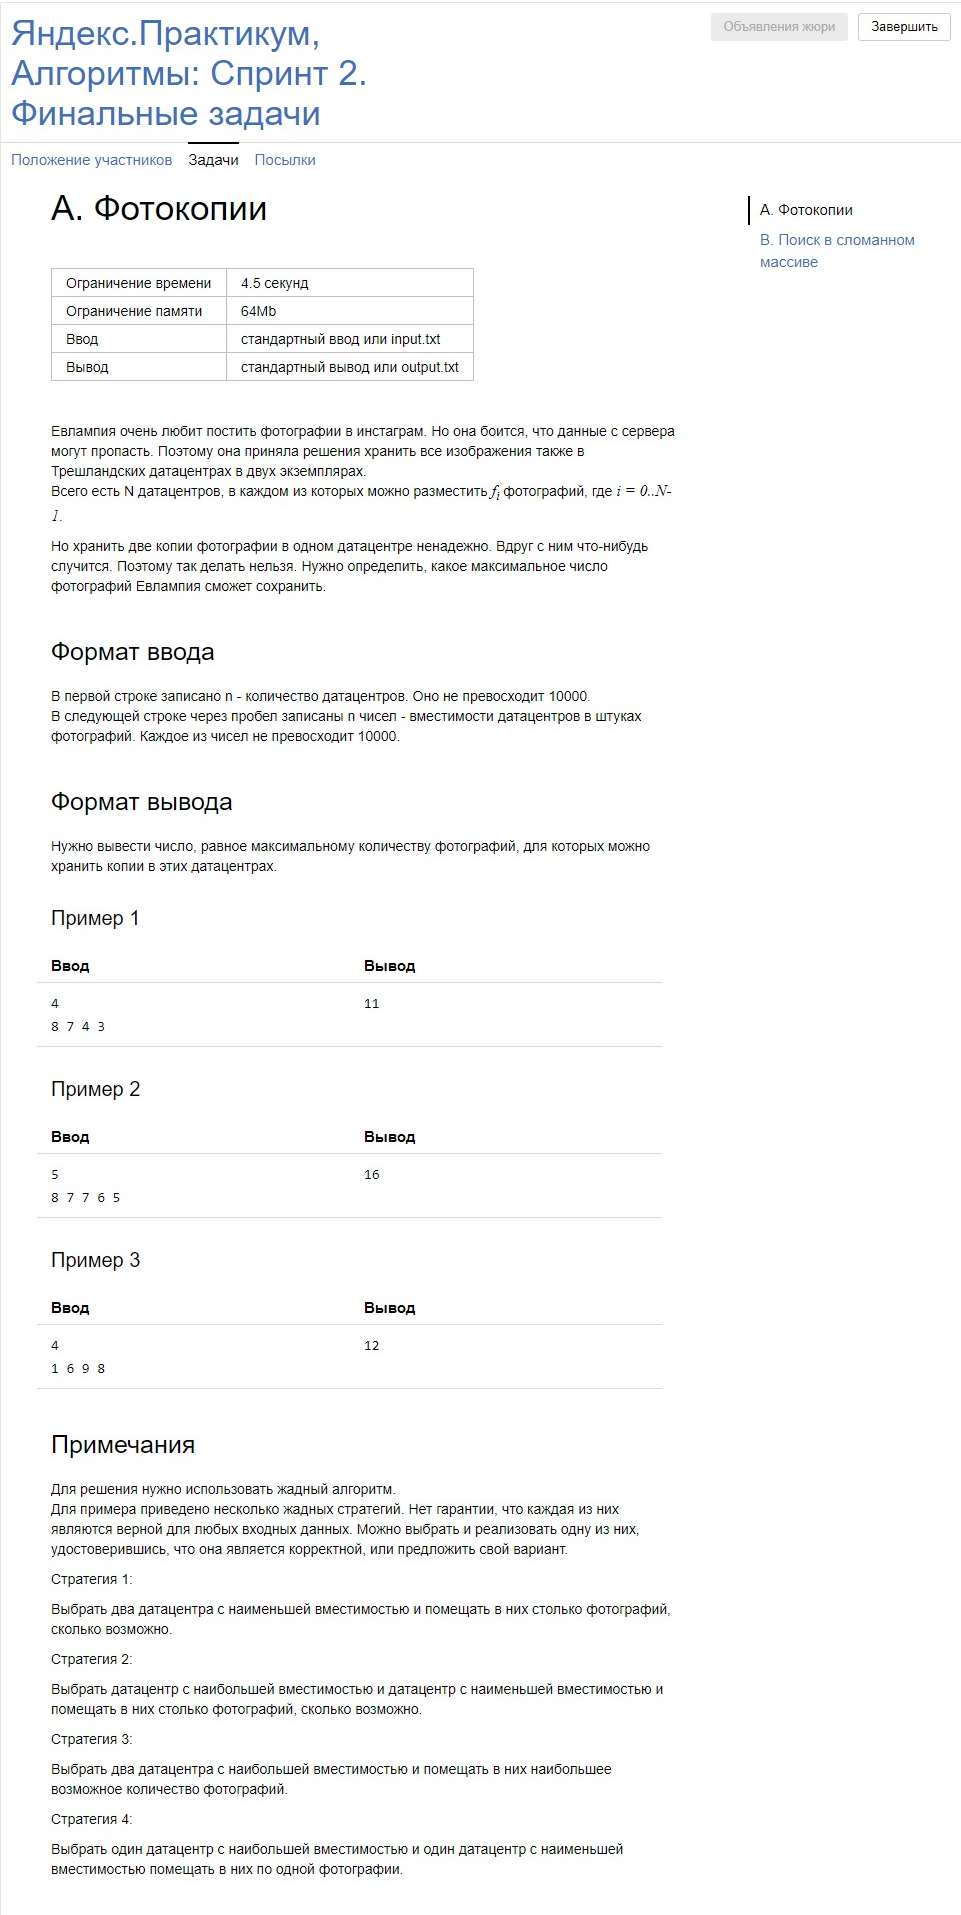 Яндекс.Практикум,
Алгоритмы: Спринт 2.
Финальные задачи
Объявления жюри
Завершить
Положение участников Задачи Посылки
A. Фотокопии
A. Фотокопии
B. Поиск в сломанном
массиве
Ограничение времени 4.5 секунд
Ограничение памяти 64Mb
Ввод стандартный ввод или input.txt
Вывод стандартный вывод или output.txt
Евлампия очень любит постить фотографии в инстаграм. Но она боится, что данные с сервера
могут пропасть. Поэтому она приняла решения хранить все изображения также в
Трешландских датацентрах в двух экземплярах.
Всего есть N датацентров, в каждом из которых можно разместить fi фотографий, где i = 0..N-
1.
Но хранить две копии фотографии в одном датацентре ненадежно. Вдруг с ним что-нибудь
случится. Поэтому так делать нельзя. Нужно определить, какое максимальное число
фотографий Евлампия сможет сохранить.
Формат ввода
В первой строке записано n - количество датацентров. Оно не превосходит 10000.
В следующей строке через пробел записаны n чисел - вместимости датацентров в штуках
фотографий. Каждое из чисел не превосходит 10000.
Формат вывода
Нужно вывести число, равное максимальному количеству фотографий, для которых можно
хранить копии в этих датацентрах.
Пример 1
Ввод Вывод
4 11
8 7 4 3
Пример 2
Ввод Вывод
5 16
8 7 7 6 5
Пример 3
Ввод Вывод
4 12
1 6 9 8
Примечания
Для решения нужно использовать жадный алгоритм.
Для примера приведено несколько жадных стратегий. Нет гарантии, что каждая из них
являются верной для любых входных данных. Можно выбрать и реализовать одну из них,
удостоверившись, что она является корректной, или предложить свой вариант.
Стратегия 1:
Выбрать два датацентра с наименьшей вместимостью и помещать в них столько фотографий,
сколько возможно.
Стратегия 2:
Выбрать датацентр с наибольшей вместимостью и датацентр с наименьшей вместимостью и
помещать в них столько фотографий, сколько возможно.
Стратегия 3:
Выбрать два датацентра с наибольшей вместимостью и помещать в них наибольшее
возможное количество фотографий.
Стратегия 4:
Выбрать один датацентр с наибольшей вместимостью и один датацентр с наименьшей
вместимостью помещать в них по одной фотографии.